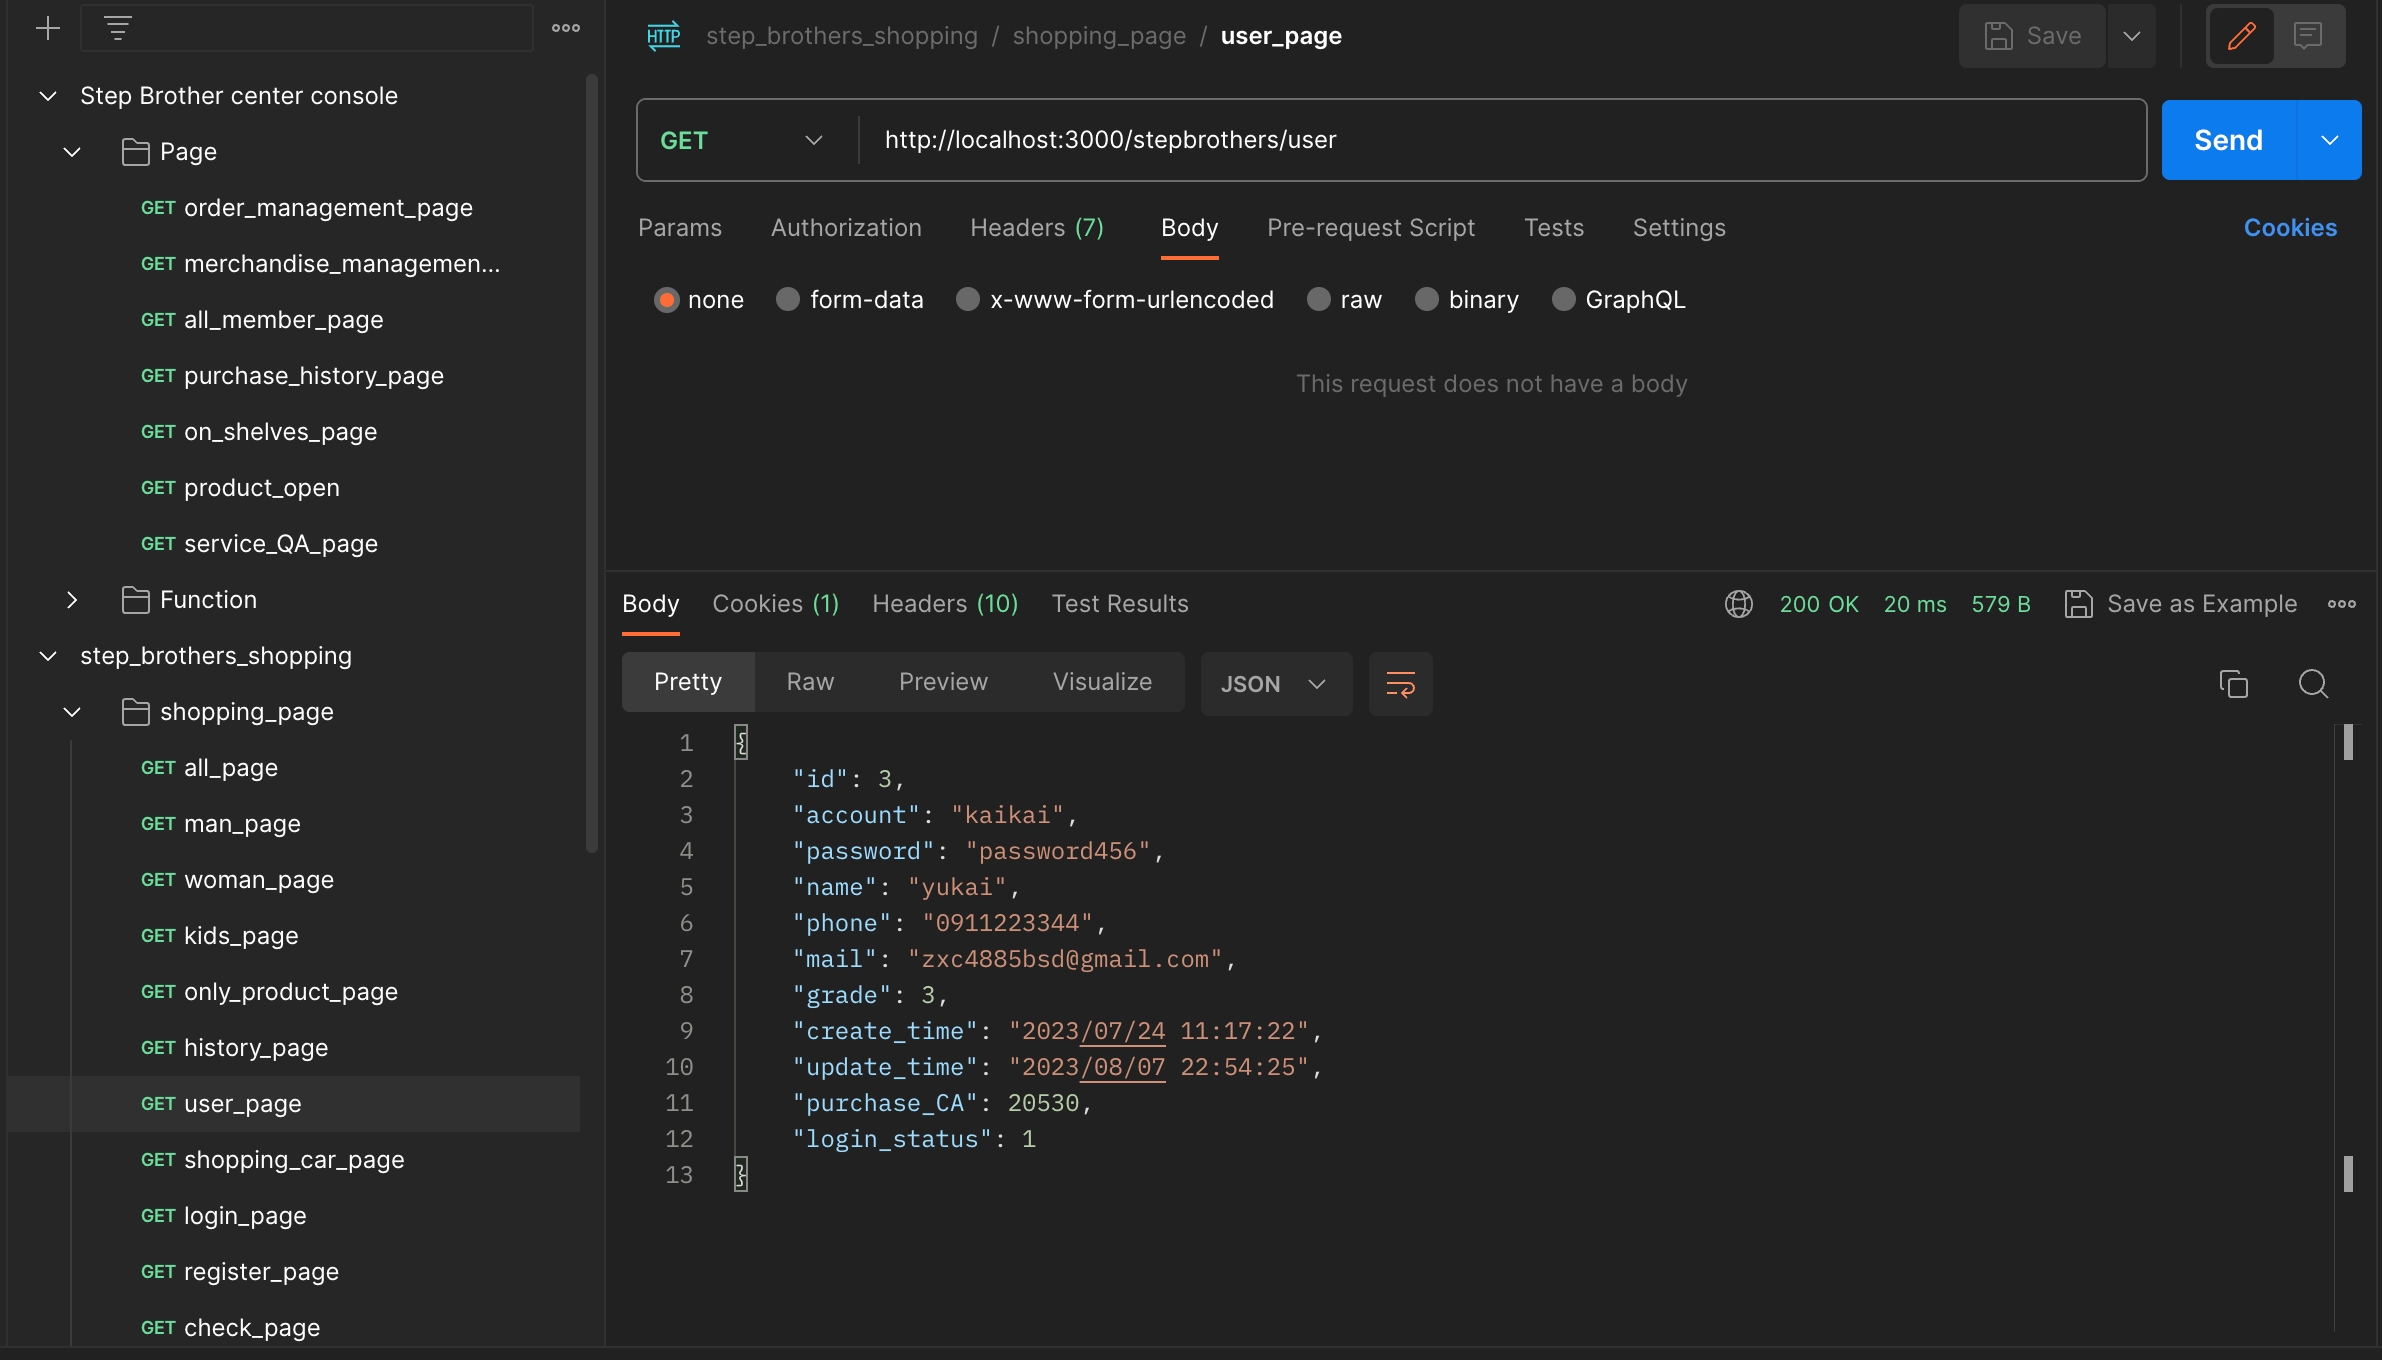 Step Brother center console
Page
GET order_management_page
GET merchandise_managemen...
GET all_member_page
GET purchase_history_page
GET on_shelves_page
GET product_open
GET service_QA_page
Function
step_brothers_shopping
shopping_page
GET all_page
GET man_page
GET woman_page
GET kids_page
GET only_product_page
GET history_page
GET user_page
GET shopping_car_page
GET login_page
GET register_page
GET check_page
HTTP step_brothers_shopping / shopping_page / user_page
Save
GET http://localhost:3000/stepbrothers/user
Send
Params Authorization Headers (7) Body Pre-request Script Tests Settings Cookies
none form-data x-www-form-urlencoded raw binary GraphQL
This request does not have a body
Body Cookies (1) Headers (10) Test Results 200 OK 20 ms 579 B Save as Example
Pretty Raw Preview Visualize JSON
1 {
2 "id": 3,
3 "account": "kaikai",
4 "password": "password456",
5 "name": "yukai",
6 "phone": "0911223344",
7 "mail": "zxc4885bsd@gmail.com",
8 "grade": 3,
9 "create_time": "2023/07/24 11:17:22",
10 "update_time": "2023/08/07 22:54:25",
11 "purchase_CA": 20530,
12 "login_status": 1
13 }